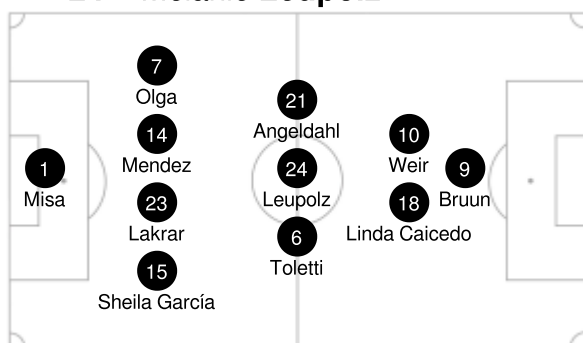 7
Olga
21
Angeldahl
14
Mendez
10
Weir
1
Misa
24
Leupolz
9
Bruun
23
Lakrar
18
Linda Caicedo
6
Toletti
15
Sheila García